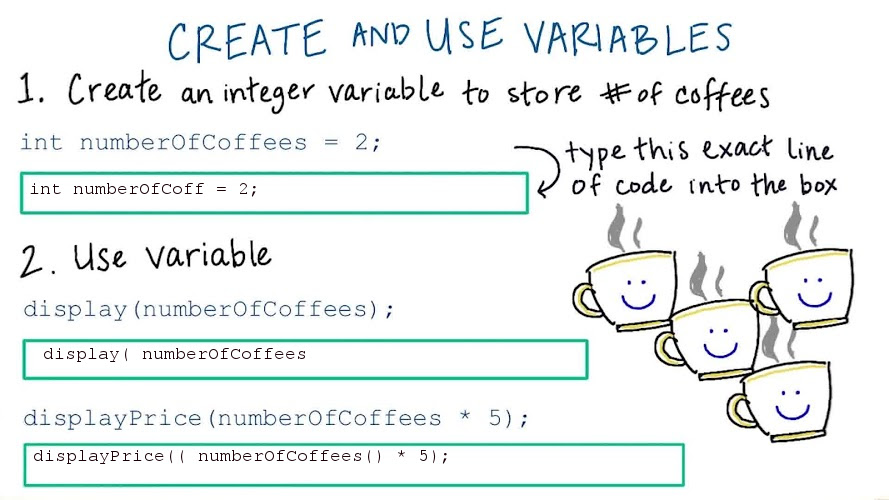 CREATE AND USE VARIABLES
1. Create an integer variable to store # of coffees
int numberOfCoffees = 2;
type this exact line
of code into the box
int numberOfCoff = 2;
2. Use variable
display(numberOfCoffees);
display( numberOfCoffees
displayPrice(numberOfCoffees * 5);
displayPrice(( numberOfCoffees() * 5);